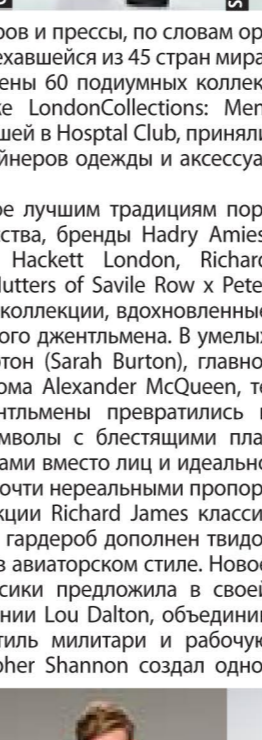 ров и прессы, по словам ор
ехавшейся из 45 стран мира
ены 60 подиумных коллек
ке LondonCollections: Men
шей в Hosptal Club, приняли
йнеров одежды и аксессуа
ое лучшим традициям пор
ства, бренды Hadry Amies
Hackett London, Richard
Nutters of Savile Row x Pete
коллекции, вдохновленные
ого джентльмена. В умелых
ртон (Sarah Burton), главно
ома Alexander McQueen, те
нтльмены превратились
мволы с блестящими пла
ами вместо лиц и идеально
очти нереальными пропор
кции Richard James класси
гардероб дополнен твидо
в авиаторском стиле. Новое
сики предложила в своей
нии Lou Dalton, объединив
тиль милитари и рабочую
pher Shannon создал одно